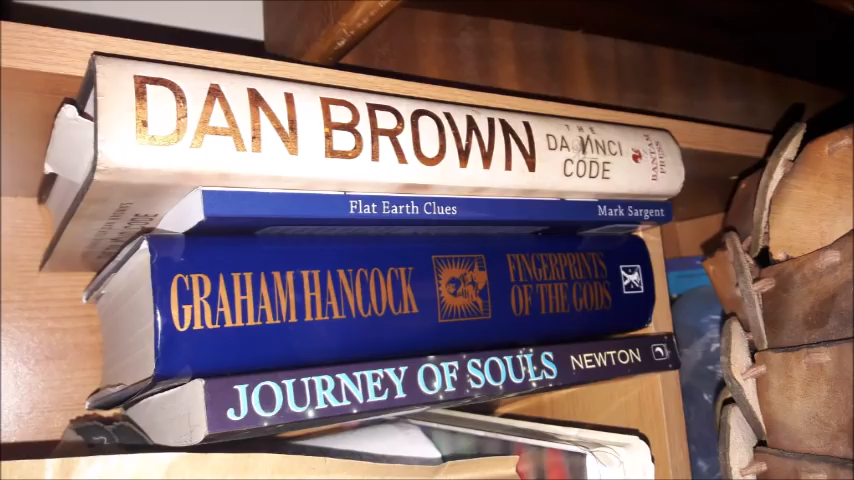 DAN BROWN
THE
DA VINCI
CODE
BANTAM
PRESS
Flat Earth Clues
Mark Sargent
GRAHAM HANCOCK
FINGERPRINTS
OF THE GODS
JOURNEY OF SOULS
NEWTON